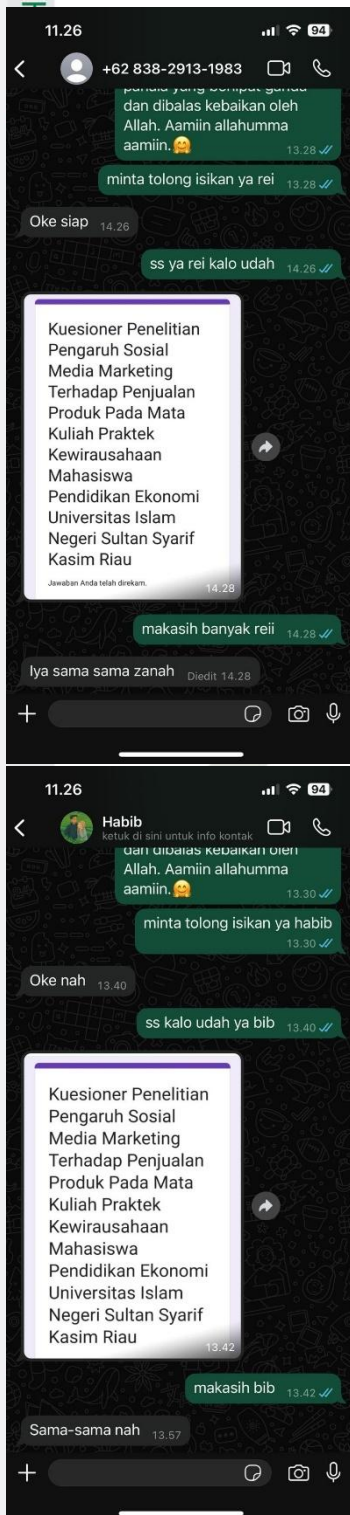 11.26
94
+62 838-2913-1983
pahala yang berlipat ganda
dan dibalas kebaikan oleh
Allah. Aamiin allahumma
aamiin.🤗 13.28
minta tolong isikan ya rei 13.28
Oke siap 14.26
ss ya rei kalo udah 14.26
Kuesioner Penelitian
Pengaruh Sosial
Media Marketing
Terhadap Penjualan
Produk Pada Mata
Kuliah Praktek
Kewirausahaan
Mahasiswa
Pendidikan Ekonomi
Universitas Islam
Negeri Sultan Syarif
Kasim Riau
Jawaban Anda telah direkam.
14.28
makasih banyak reii 14.28
Iya sama sama zanah Diedit 14.28
11.26
94
Habib
ketuk di sini untuk info kontak
dan dibalas kebaikan oleh
Allah. Aamiin allahumma
aamiin.🤗 13.30
minta tolong isikan ya habib
13.30
Oke nah 13.40
ss kalo udah ya bib 13.40
Kuesioner Penelitian
Pengaruh Sosial
Media Marketing
Terhadap Penjualan
Produk Pada Mata
Kuliah Praktek
Kewirausahaan
Mahasiswa
Pendidikan Ekonomi
Universitas Islam
Negeri Sultan Syarif
Kasim Riau
13.42
makasih bib 13.42
Sama-sama nah 13.57